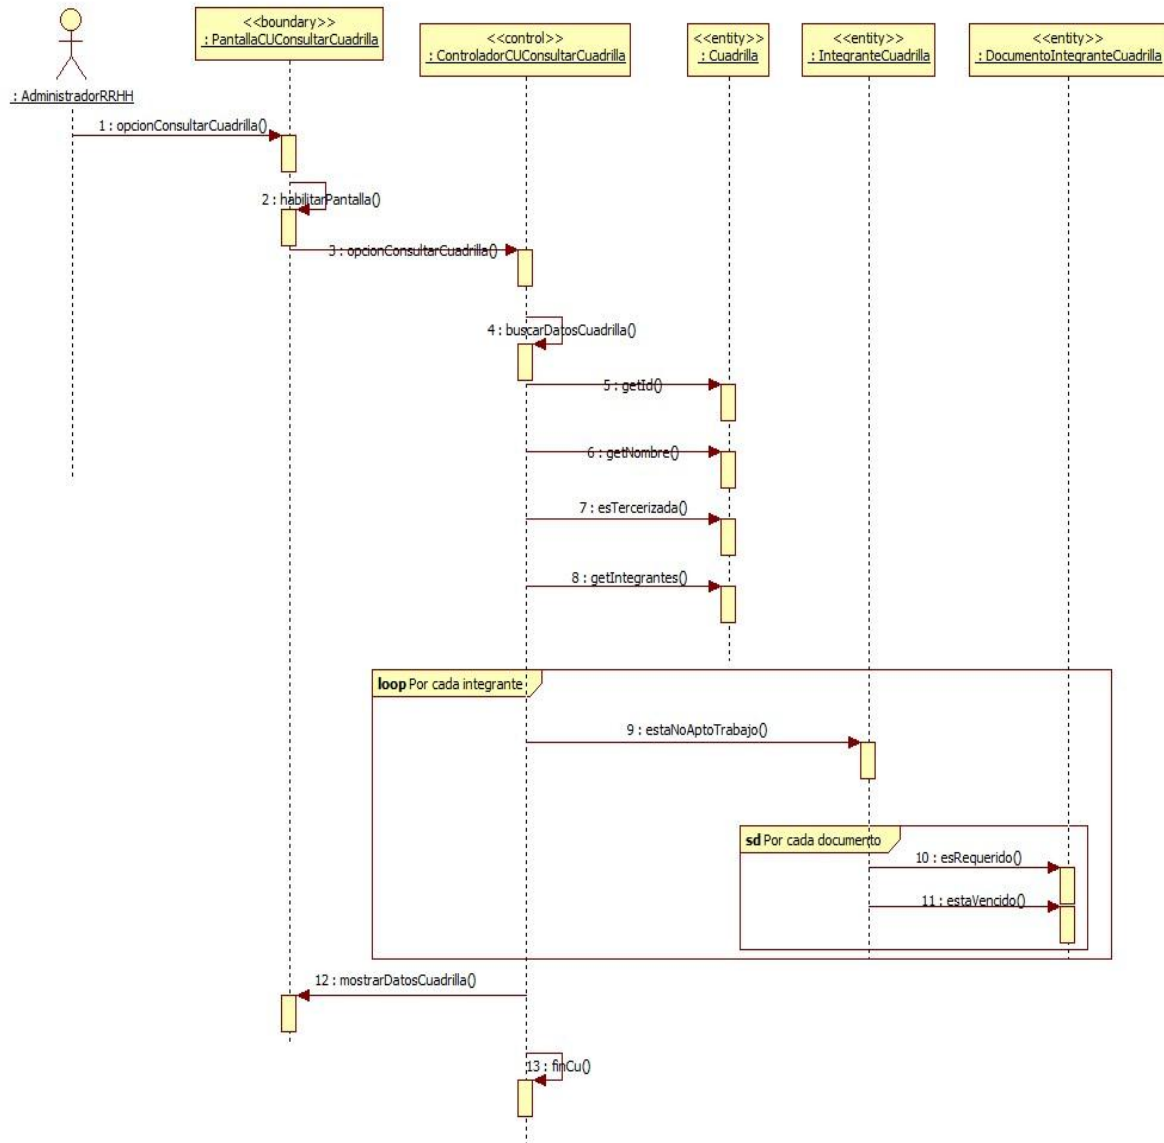 <<boundary>>
: PantallaCUConsultarCuadrilla
<<control>>
: ControladorCUConsultarCuadrilla
<<entity>>
: Cuadrilla
<<entity>>
: IntegranteCuadrilla
<<entity>>
: DocumentoIntegranteCuadrilla
: AdministradorRRHH
1 : opcionConsultarCuadrilla()
2 : habilitarPantalla()
3 : opcionConsultarCuadrilla()
4 : buscarDatosCuadrilla()
5 : getId()
6 : getNombre()
7 : esTercerizada()
8 : getIntegrantes()
loop Por cada integrante
9 : estaNoAptoTrabajo()
sd Por cada documento
10 : esRequerido()
11 : estaVencido()
12 : mostrarDatosCuadrilla()
13 : finCu()